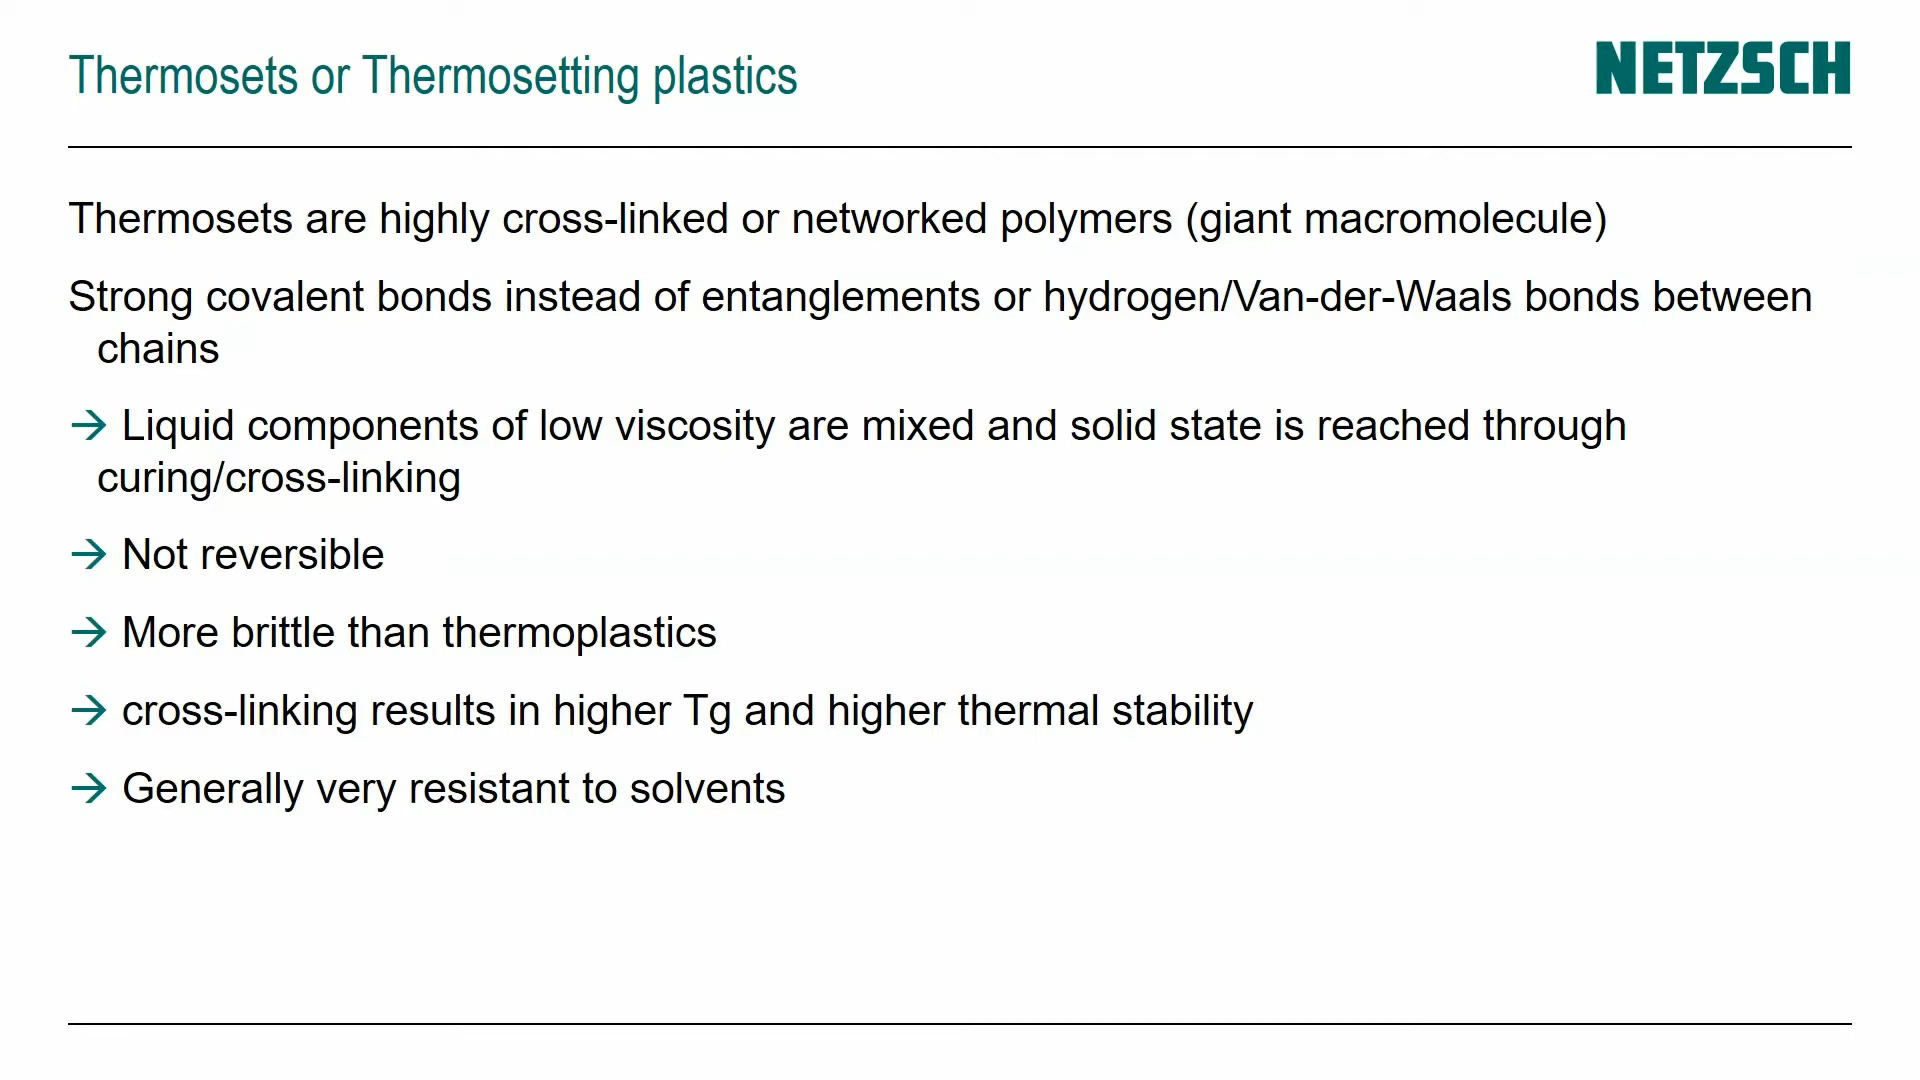 Thermosets or Thermosetting plastics
NETZSCH
Thermosets are highly cross-linked or networked polymers (giant macromolecule)
Strong covalent bonds instead of entanglements or hydrogen/Van-der-Waals bonds between
chains
→ Liquid components of low viscosity are mixed and solid state is reached through
curing/cross-linking
→ Not reversible
→ More brittle than thermoplastics
→ cross-linking results in higher Tg and higher thermal stability
→ Generally very resistant to solvents